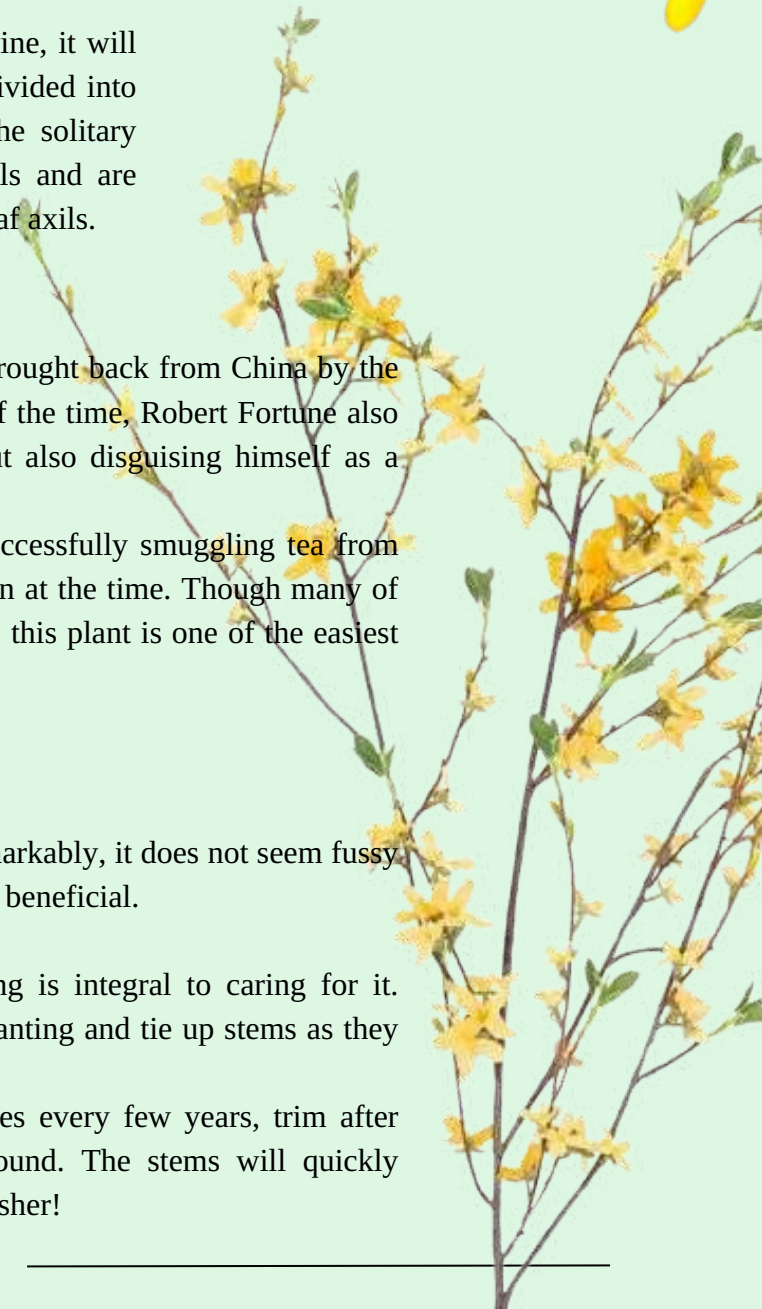 ine, it will
ivided into
he solitary
ls and are
af axils.
rought back from China by the
f the time, Robert Fortune also
ut also disguising himself as a
ccessfully smuggling tea from
n at the time. Though many of
this plant is one of the easiest
arkably, it does not seem fussy
beneficial.
ng is integral to caring for it.
anting and tie up stems as they
es every few years, trim after
ound. The stems will quickly
sher!